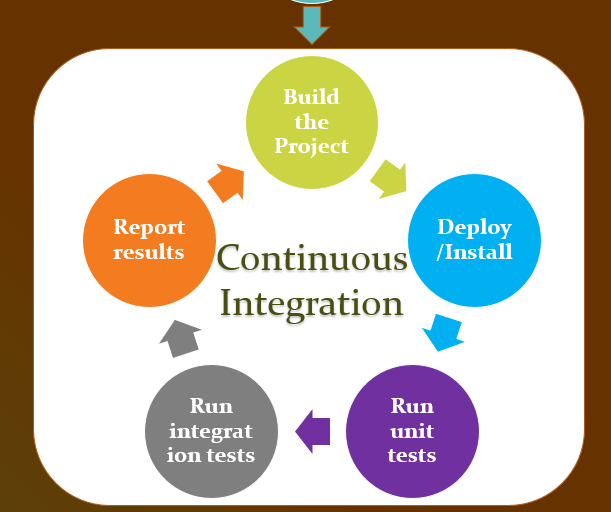 Build
the
Project
Deploy
/Install
Run
unit
tests
Run
integrat
ion tests
Report
results
Continuous
Integration